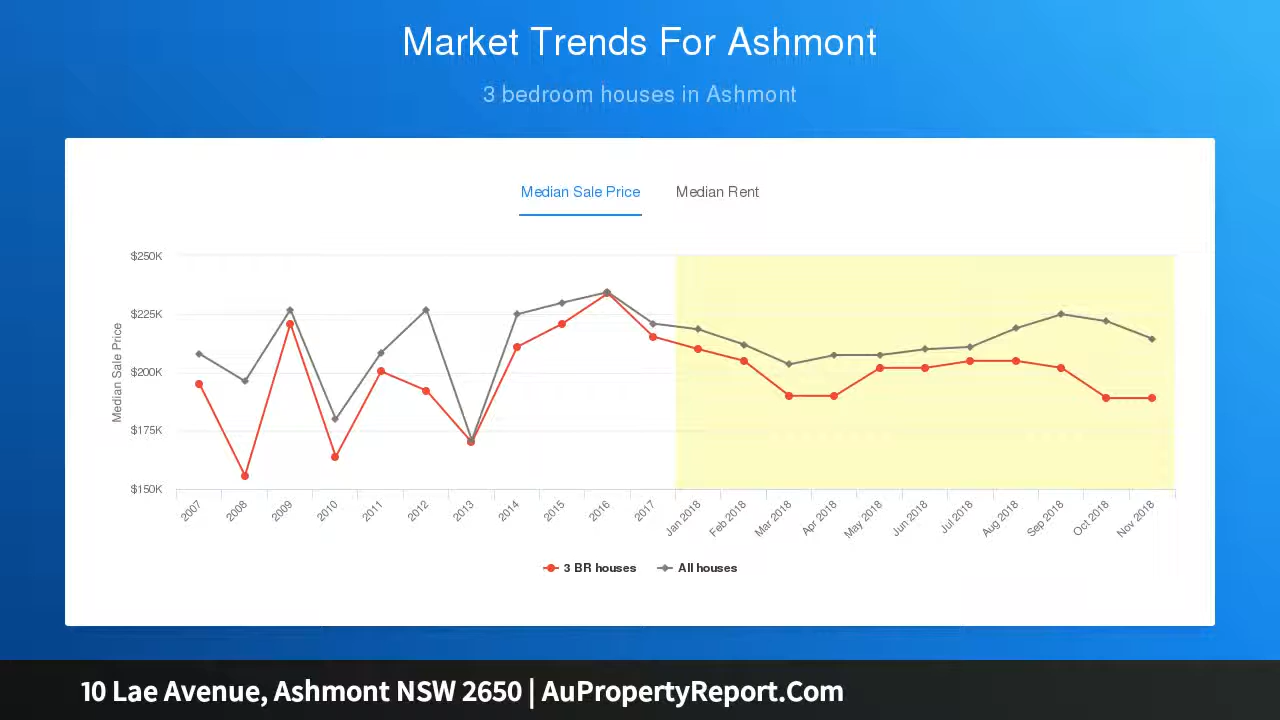 Market Trends For Ashmont
3 bedroom houses in Ashmont
Median Sale Price
Median Rent
Median Sale Price
$250K
$225K
$200K
$175K
$150K
2007
2008
2009
2010
2011
2012
2013
2014
2015
2016
2017
Jan 2018
Feb 2018
Mar 2018
Apr 2018
May 2018
Jun 2018
Jul 2018
Aug 2018
Sep 2018
Oct 2018
Nov 2018
3 BR houses
All houses
10 Lae Avenue, Ashmont NSW 2650 | AuPropertyReport.Com